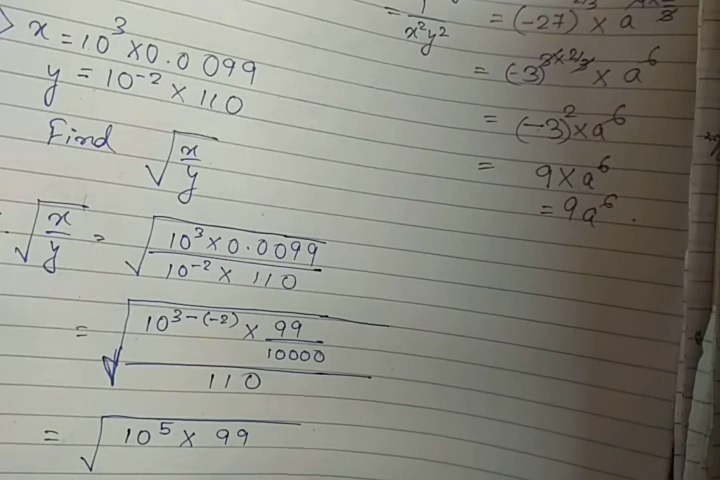 x = 10³ × 0.0099
y = 10⁻² × 110
Find √(x/y)
√(x/y) = √((10³ × 0.0099)/(10⁻² × 110))
= √((10³⁻⁽⁻²⁾ × 99/10000)/110)
= √(10⁵ × 99
= 1/(x²y²)
= (-27) × a
= (-3) × a⁶
= (-3)² × a⁶
= 9 × a⁶
= 9a⁶.